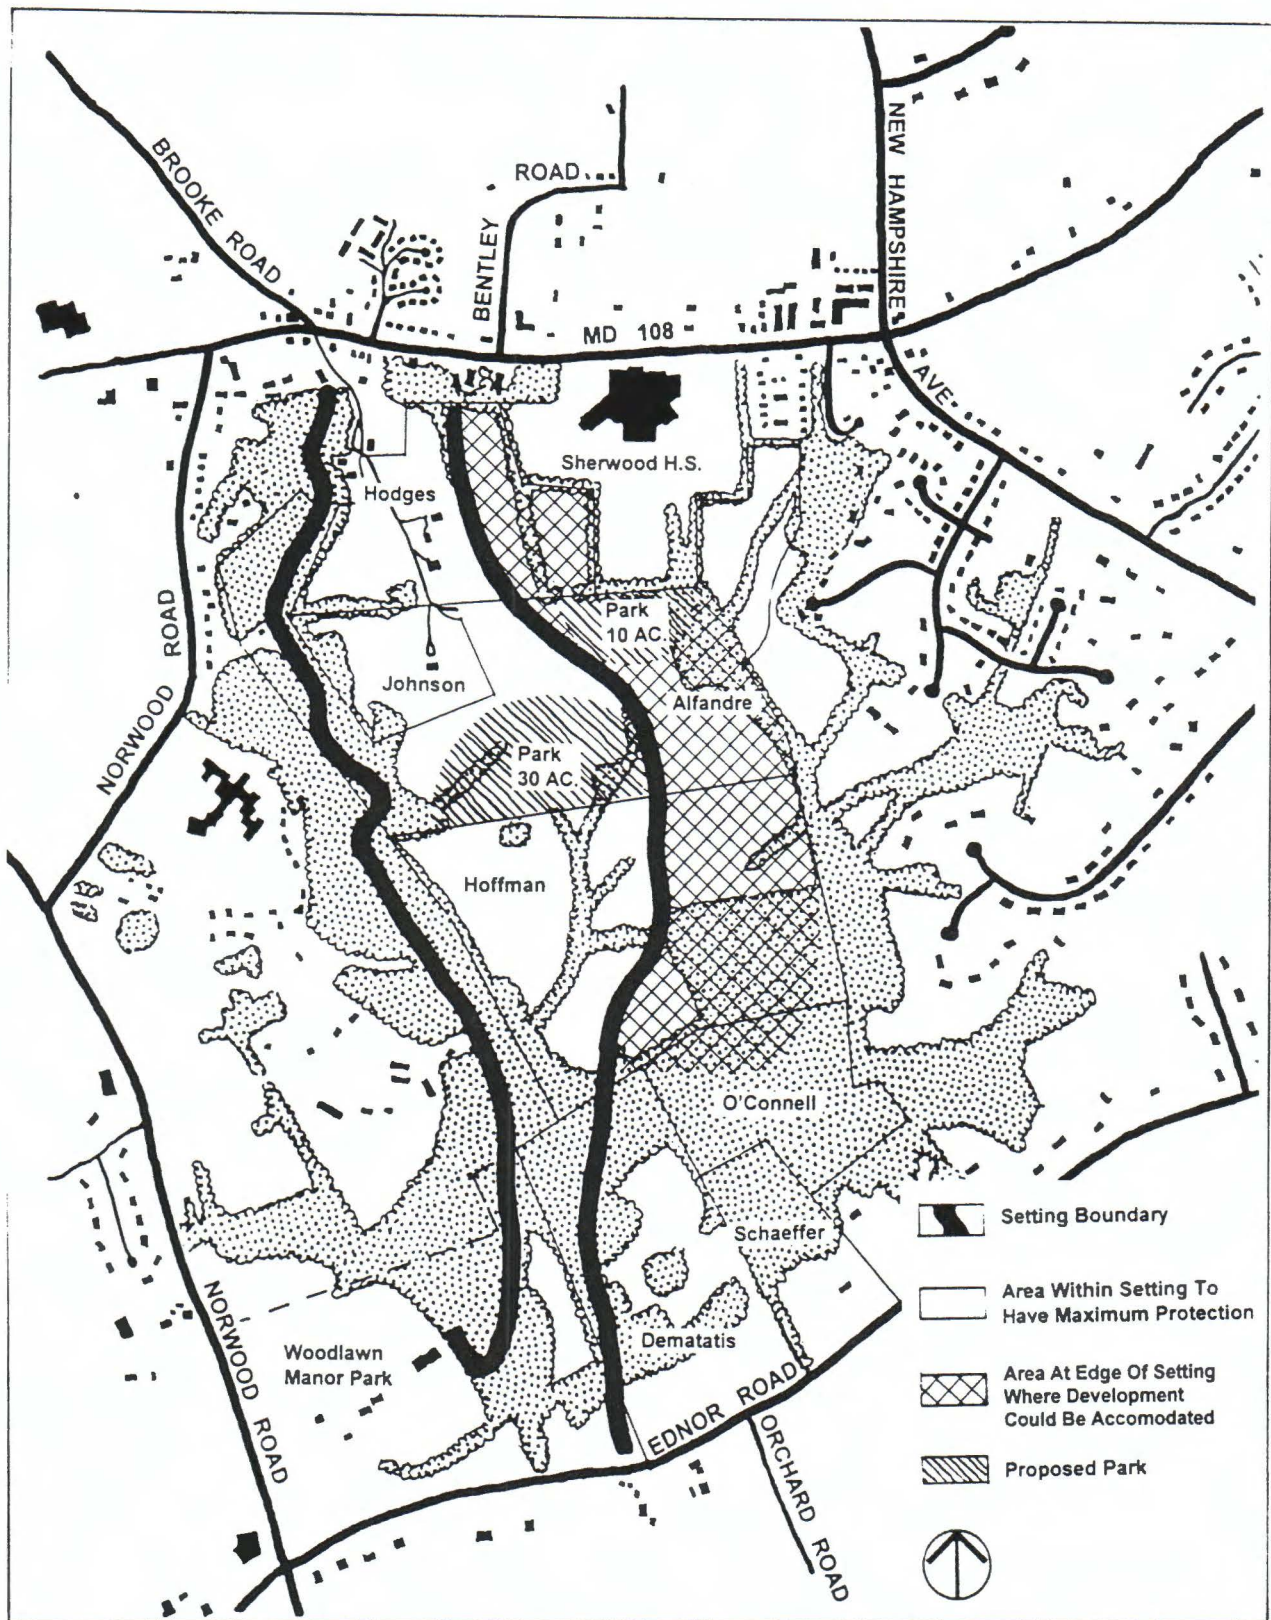 BROOKE ROAD
BENTLEY
ROAD
NEW HAMPSHIRE
AVE
MD 108
Sherwood H.S.
Hodges
Park
10 AC.
NORWOOD ROAD
Johnson
Alfandre
Park
30 AC.
Hoffman
O'Connell
Schaeffer
Dematatis
Woodlawn
Manor Park
NORWOOD ROAD
EDNOR ROAD
ORCHARD ROAD
Setting Boundary
Area Within Setting To
Have Maximum Protection
Area At Edge Of Setting
Where Development
Could Be Accomodated
Proposed Park